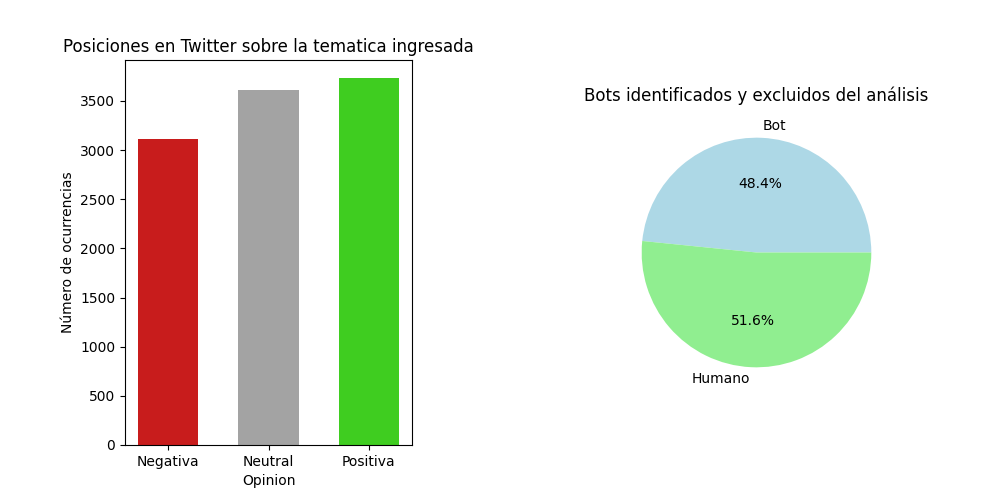 Posiciones en Twitter sobre la tematica ingresada
Número de ocurrencias
3500
3000
2500
2000
1500
1000
500
0
Negativa
Neutral
Positiva
Opinion
Bots identificados y excluidos del análisis
Bot
48.4%
51.6%
Humano